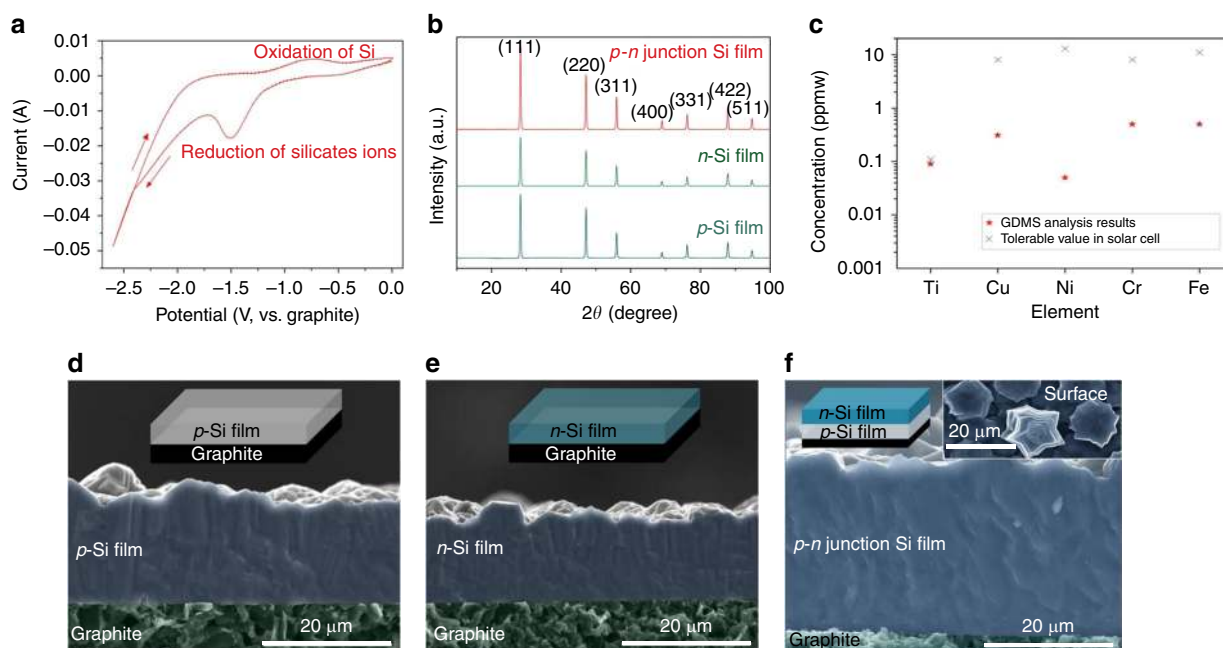 a
0.01
0.00
−0.01
−0.02
−0.03
−0.04
−0.05
Current (A)
Oxidation of Si
Reduction of silicates ions
−2.5
−2.0
−1.5
−1.0
−0.5
0.0
Potential (V, vs. graphite)
b
Intensity (a.u.)
(111)
(220)
(311)
(400)
(331)
(422)
(511)
p-n junction Si film
n-Si film
p-Si film
20
40
60
80
100
2θ (degree)
c
10
1
0.1
0.01
0.001
Concentration (ppmw)
GDMS analysis results
Tolerable value in solar cell
Ti
Cu
Ni
Cr
Fe
Element
d
p-Si film
Graphite
p-Si film
Graphite
20 μm
e
n-Si film
Graphite
n-Si film
Graphite
20 μm
f
n-Si film
p-Si film
Surface
20 μm
p-n junction Si film
Graphite
20 μm